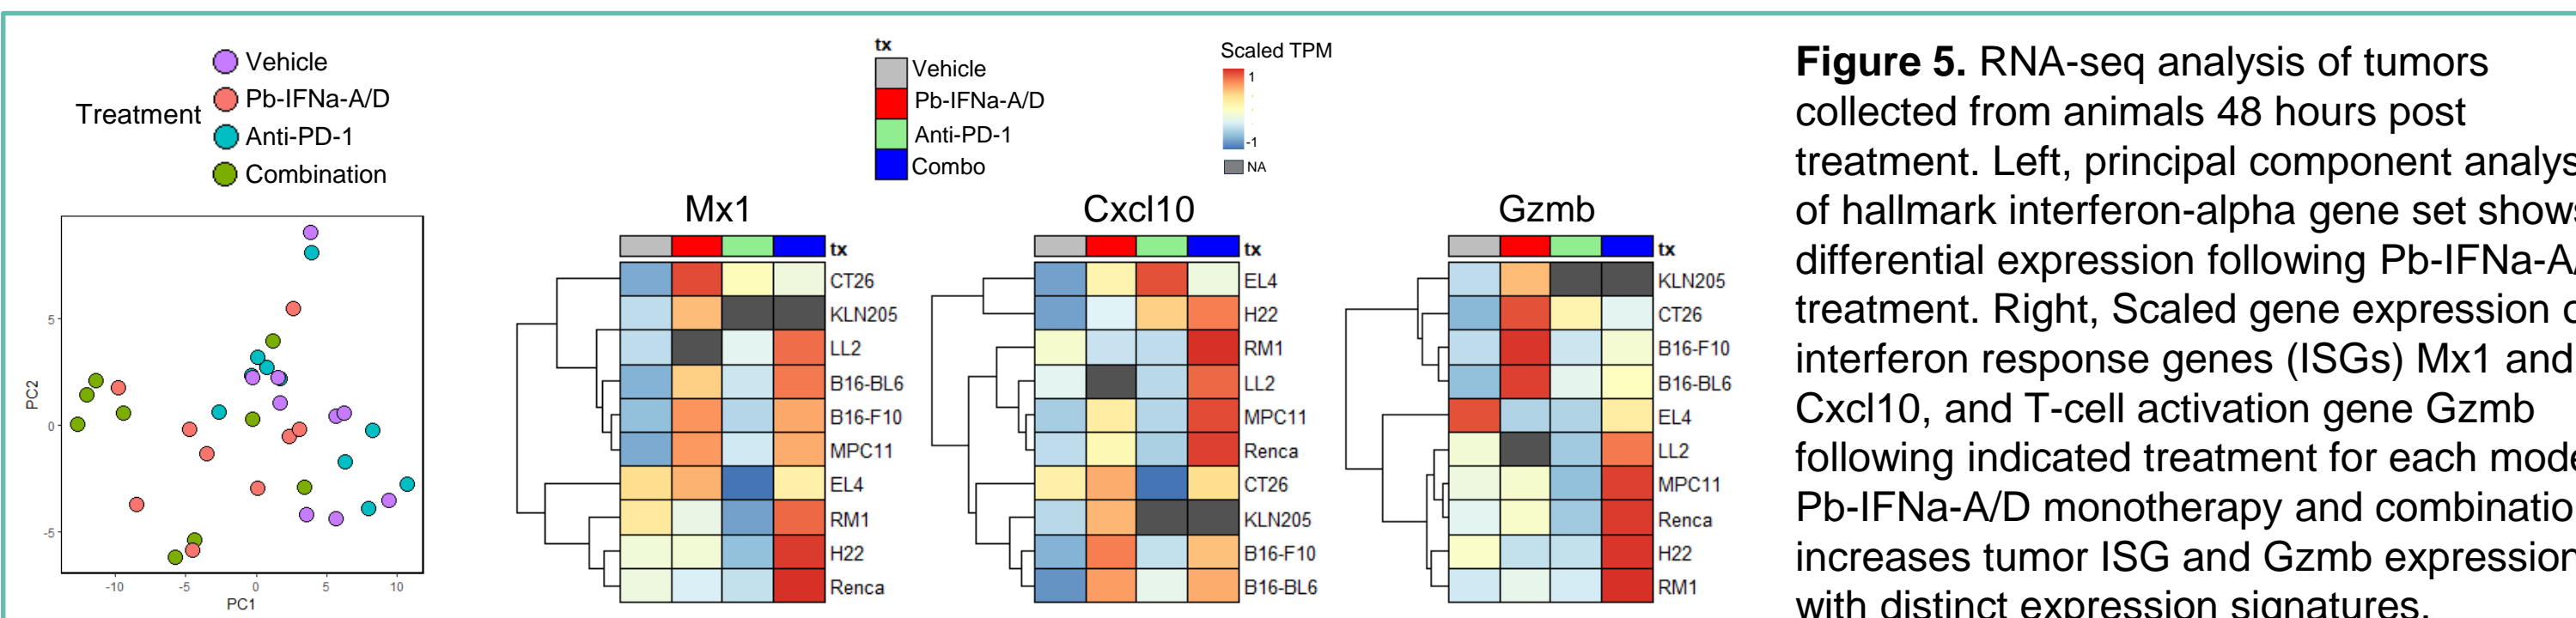 Treatment
Vehicle
Pb-IFNa-A/D
Anti-PD-1
Combination
PC2
5
0
-5
-10
-5
0
5
10
PC1
tx
Vehicle
Pb-IFNa-A/D
Anti-PD-1
Combo
Scaled TPM
1
-1
NA
Mx1
tx
CT26
KLN205
LL2
B16-BL6
B16-F10
MPC11
EL4
RM1
H22
Renca
Cxcl10
tx
EL4
H22
RM1
LL2
MPC11
Renca
CT26
KLN205
B16-F10
B16-BL6
Gzmb
tx
KLN205
CT26
B16-F10
B16-BL6
EL4
LL2
MPC11
Renca
H22
RM1
Figure 5. RNA-seq analysis of tumors
collected from animals 48 hours post
treatment. Left, principal component analys
of hallmark interferon-alpha gene set shows
differential expression following Pb-IFNa-A/
treatment. Right, Scaled gene expression o
interferon response genes (ISGs) Mx1 and
Cxcl10, and T-cell activation gene Gzmb
following indicated treatment for each mode
Pb-IFNa-A/D monotherapy and combinatio
increases tumor ISG and Gzmb expression
with distinct expression signatures.